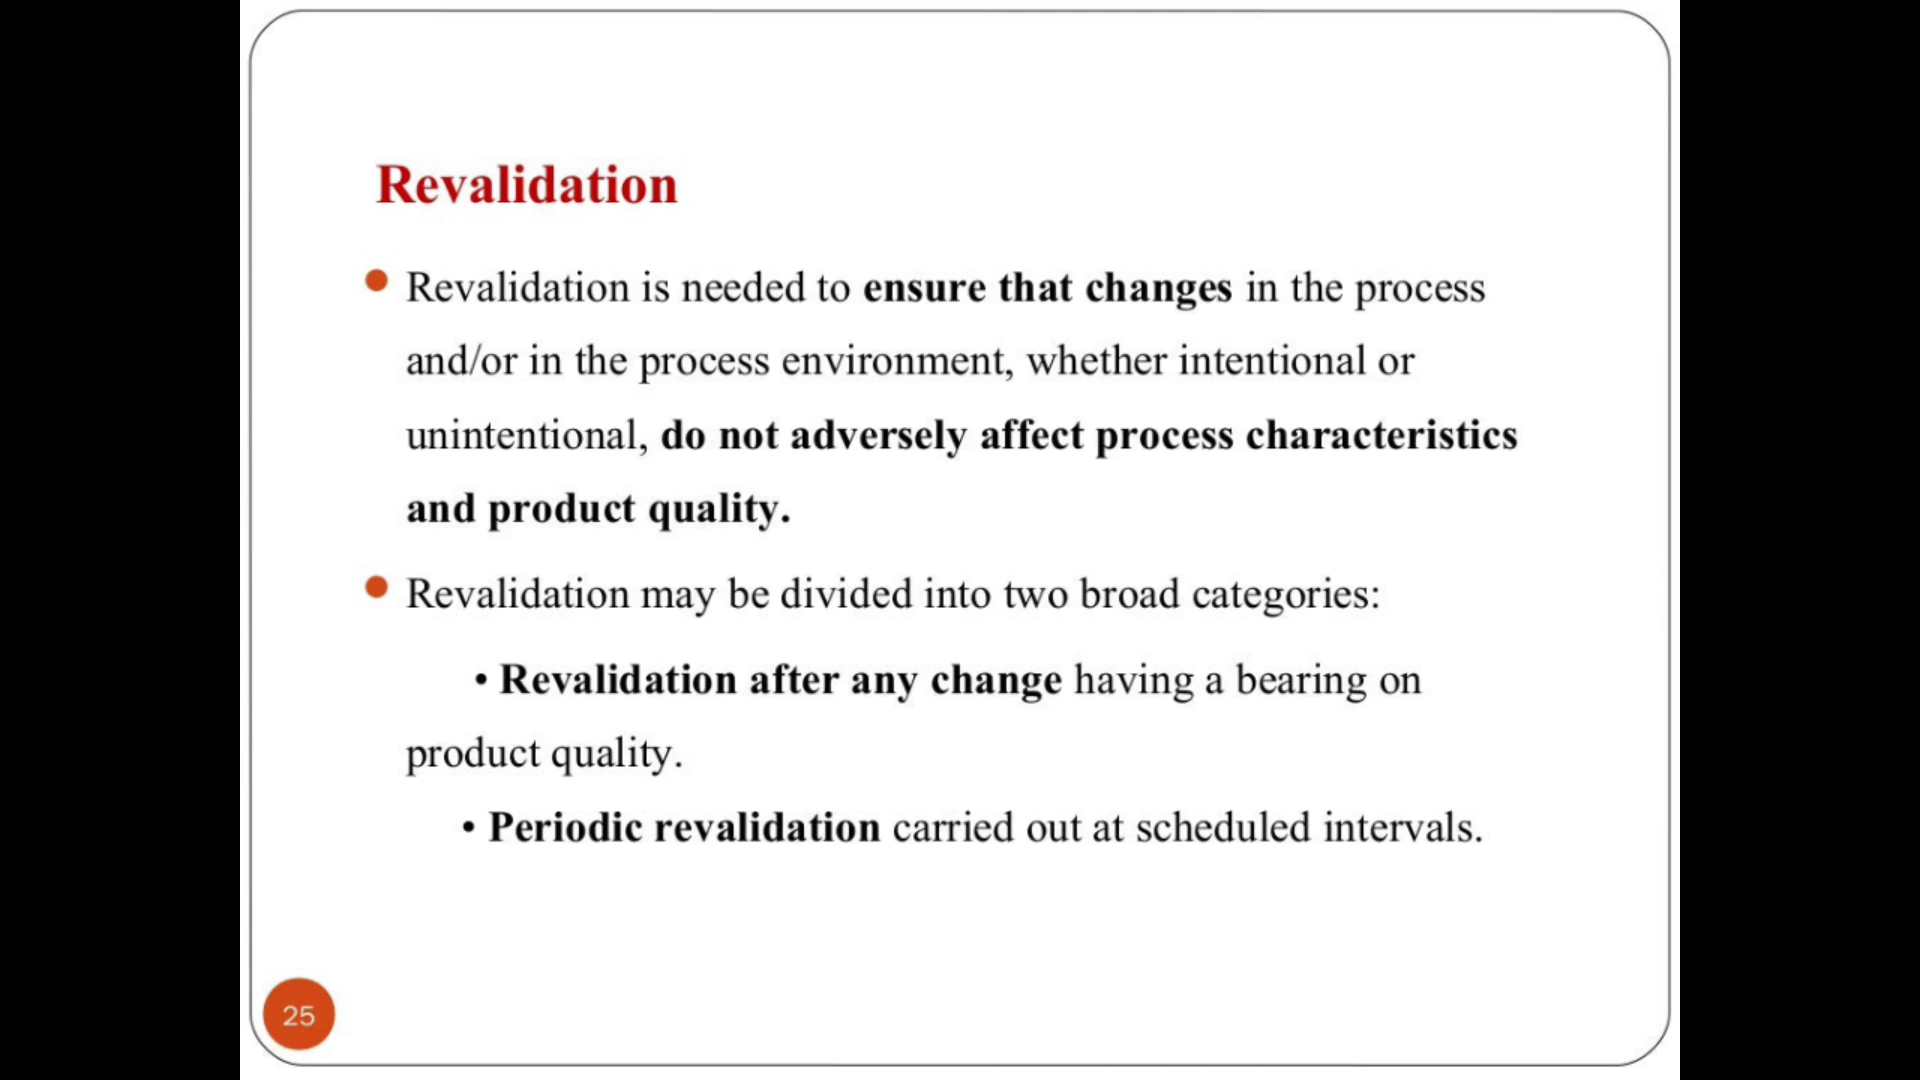 Revalidation
Revalidation is needed to ensure that changes in the process
and/or in the process environment, whether intentional or
unintentional, do not adversely affect process characteristics
and product quality.
Revalidation may be divided into two broad categories:
• Revalidation after any change having a bearing on
product quality.
• Periodic revalidation carried out at scheduled intervals.
25